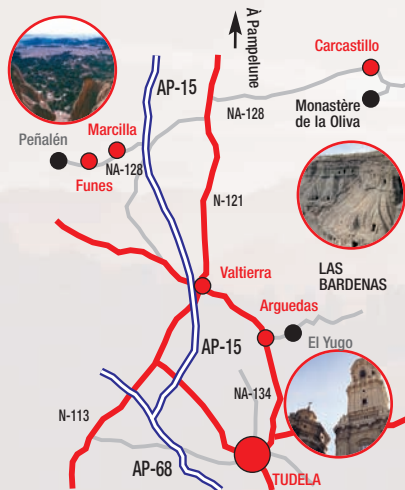 À Pampelune
AP-15
Carcastillo
NA-128
Monastère
de la Oliva
Marcilla
Peñalén
NA-128
Funes
N-121
LAS
BARDENAS
Valtierra
Arguedas
El Yugo
AP-15
NA-134
N-113
AP-68
TUDELA